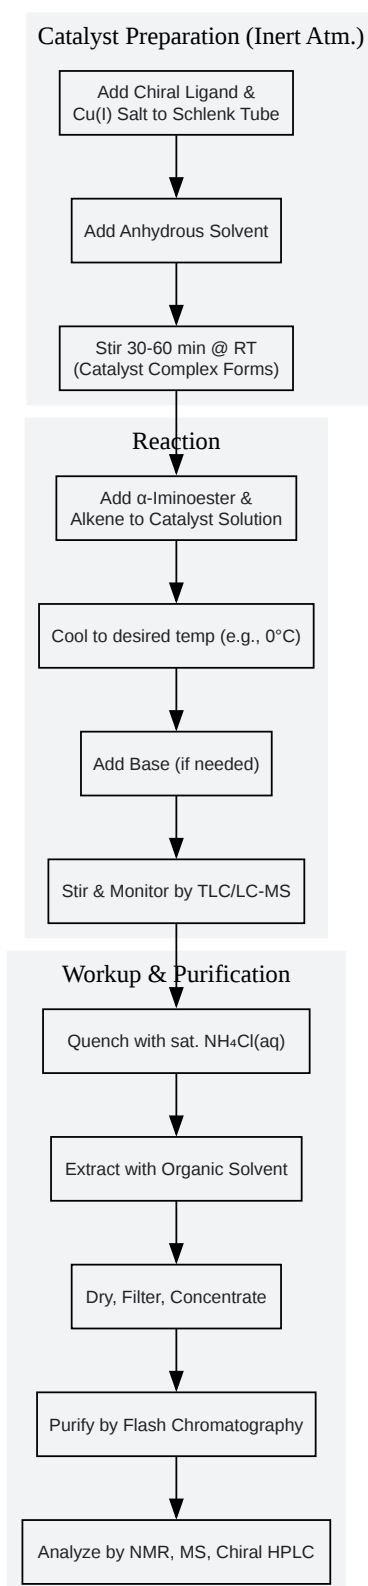 Catalyst Preparation (Inert Atm.)
Add Chiral Ligand &
Cu(I) Salt to Schlenk Tube
Add Anhydrous Solvent
Stir 30-60 min @ RT
(Catalyst Complex Forms)
Reaction
Add α-Iminoester &
Alkene to Catalyst Solution
Cool to desired temp (e.g., 0°C)
Add Base (if needed)
Stir & Monitor by TLC/LC-MS
Workup & Purification
Quench with sat. NH₄Cl(aq)
Extract with Organic Solvent
Dry, Filter, Concentrate
Purify by Flash Chromatography
Analyze by NMR, MS, Chiral HPLC